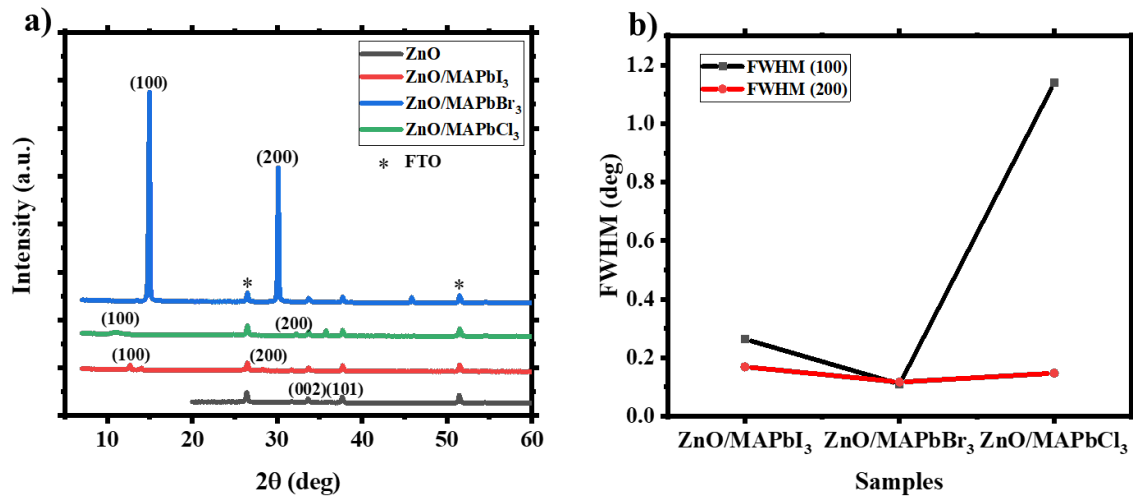 a)
Intensity (a.u.)
ZnO
ZnO/MAPbI₃
ZnO/MAPbBr₃
ZnO/MAPbCl₃
* FTO
(100)
(200)
*
*
(100)
(200)
(100)
(200)
(002)(101)
10 20 30 40 50 60
2θ (deg)
b)
FWHM (deg)
FWHM (100)
FWHM (200)
1.2
1.0
0.8
0.6
0.4
0.2
0.0
ZnO/MAPbI₃ ZnO/MAPbBr₃ ZnO/MAPbCl₃
Samples